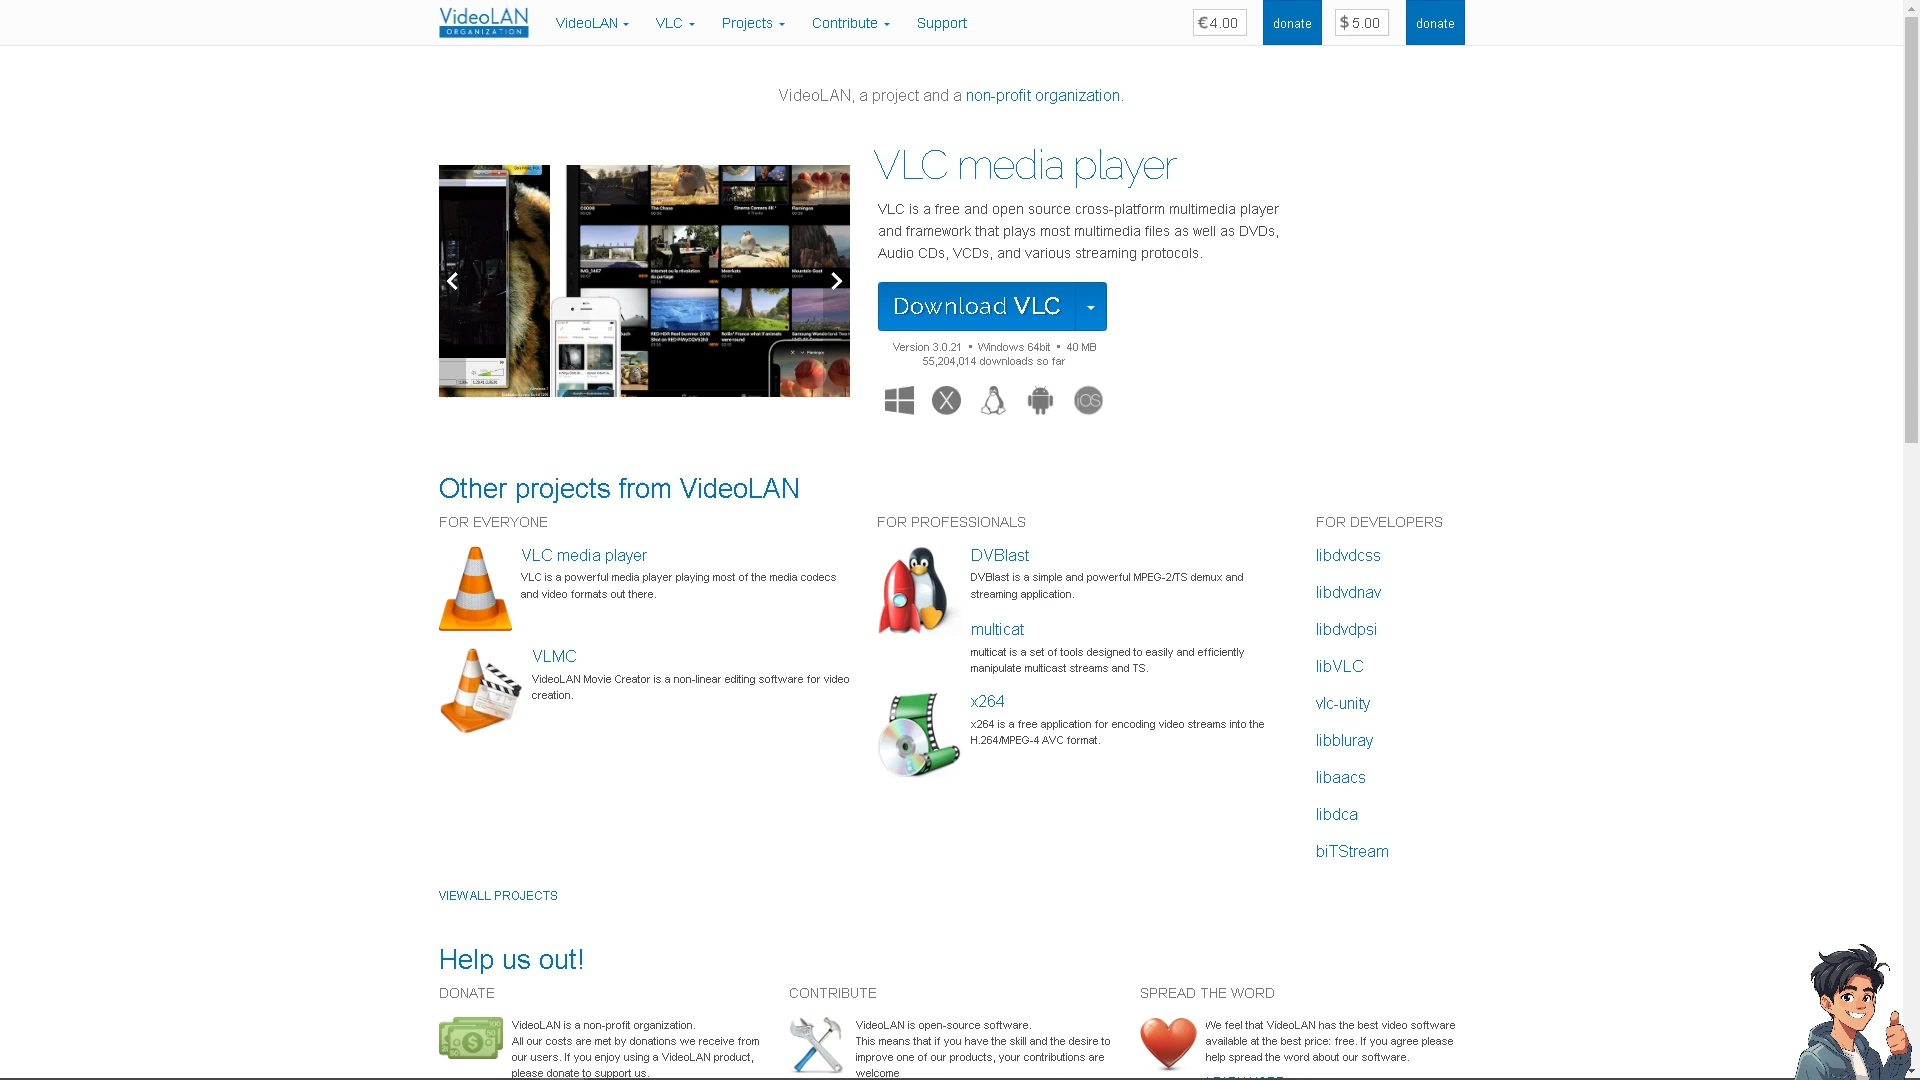 VideoLAN
ORGANIZATION
VideoLAN
VLC
Projects
Contribute
Support
€4.00
donate
$ 5.00
donate
VideoLAN, a project and a non-profit organization.
VLC media player
VLC is a free and open source cross-platform multimedia player
and framework that plays most multimedia files as well as DVDs,
Audio CDs, VCDs, and various streaming protocols.
Download VLC
Version 3.0.21 • Windows 64bit • 40 MB
55,204,014 downloads so far
X
iOS
Other projects from VideoLAN
FOR EVERYONE
VLC media player
VLC is a powerful media player playing most of the media codecs
and video formats out there.
VLMC
VideoLAN Movie Creator is a non-linear editing software for video
creation.
FOR PROFESSIONALS
DVBlast
DVBlast is a simple and powerful MPEG-2/TS demux and
streaming application.
multicat
multicat is a set of tools designed to easily and efficiently
manipulate multicast streams and TS.
x264
x264 is a free application for encoding video streams into the
H.264/MPEG-4 AVC format.
FOR DEVELOPERS
libdvdcss
libdvdnav
libdvdpsi
libVLC
vlc-unity
libbluray
libaacs
libdca
biTStream
VIEW ALL PROJECTS
Help us out!
DONATE
VideoLAN is a non-profit organization.
All our costs are met by donations we receive from
our users. If you enjoy using a VideoLAN product,
please donate to support us.
CONTRIBUTE
VideoLAN is open-source software.
This means that if you have the skill and the desire to
improve one of our products, your contributions are
welcome
SPREAD THE WORD
We feel that VideoLAN has the best video software
available at the best price: free. If you agree please
help spread the word about our software.